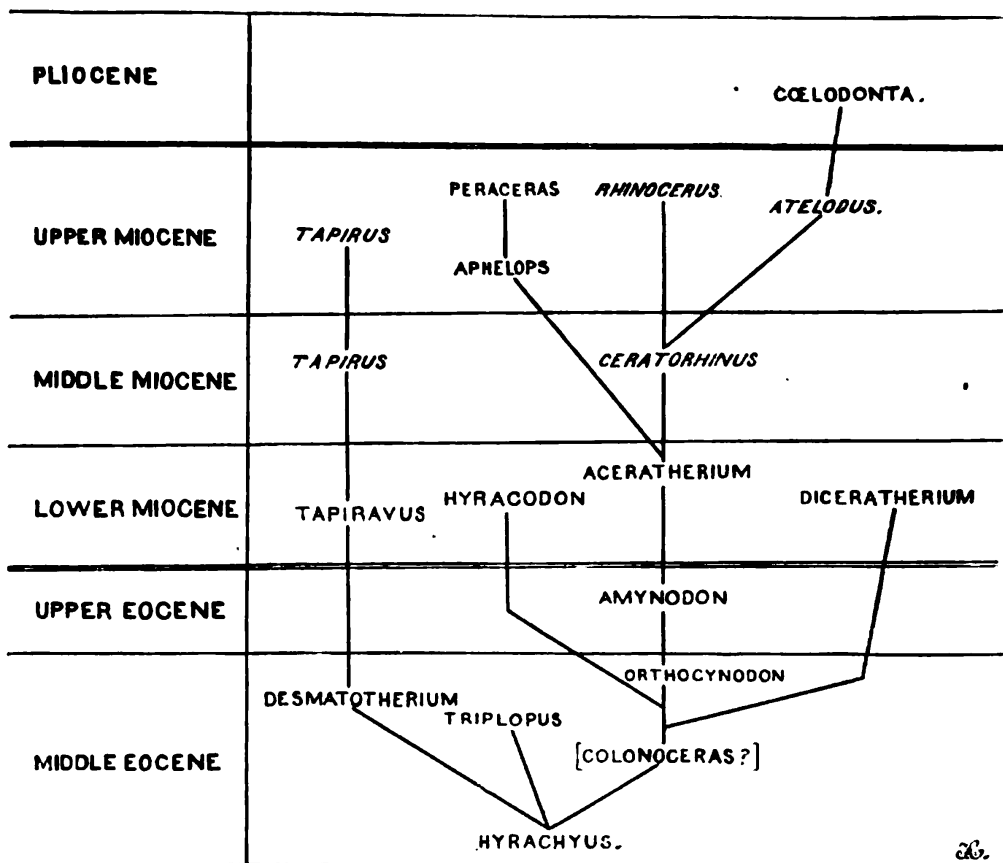 PLIOCENE
CŒLODONTA.
UPPER MIOCENE
PERACERAS
RHINOCERUS.
ATELODUS.
TAPIRUS
APHELOPS
MIDDLE MIOCENE
TAPIRUS
CERATORHINUS
LOWER MIOCENE
ACERATHERIUM
HYRACODON
DICERATHERIUM
TAPIRAVUS
UPPER EOCENE
AMYNODON
MIDDLE EOCENE
ORTHOCYNODON
DESMATOTHERIUM
TRIPLOPUS
[COLONOCERAS?]
HYRACHYUS.